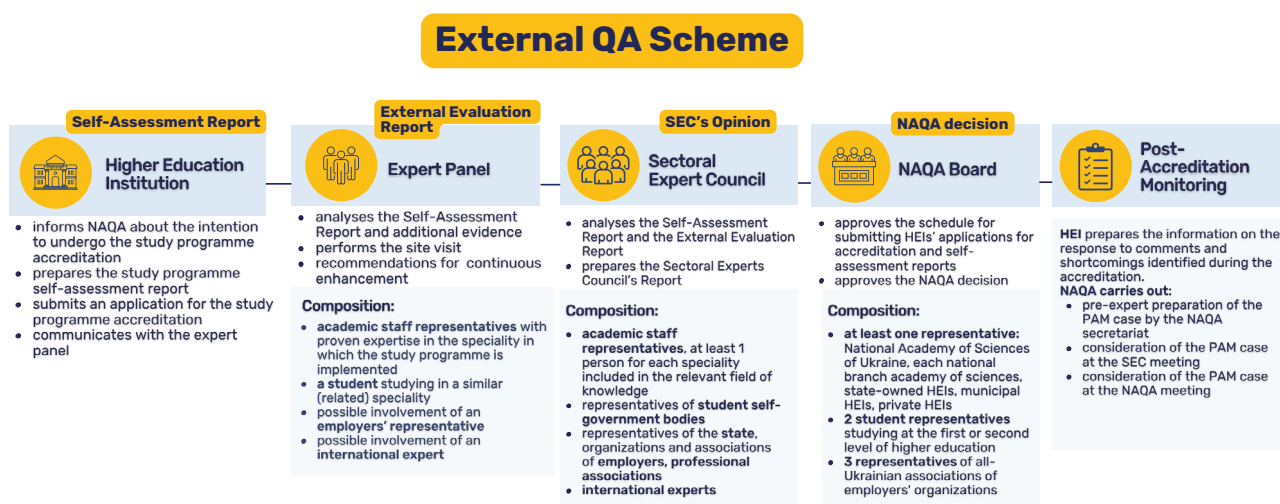 External QA Scheme
Self-Assessment Report
Higher Education
Institution
• informs NAQA about the intention
to undergo the study programme
accreditation
• prepares the study programme
self-assessment report
• submits an application for the study
programme accreditation
• communicates with the expert
panel
External Evaluation
Report
Expert Panel
• analyses the Self-Assessment
Report and additional evidence
• performs the site visit
• recommendations for continuous
enhancement
Composition:
• academic staff representatives with
proven expertise in the speciality in
which the study programme is
implemented
• a student studying in a similar
(related) speciality
• possible involvement of an
employers' representative
• possible involvement of an
international expert
SEC's Opinion
Sectoral
Expert Council
• analyses the Self-Assessment
Report and the External Evaluation
Report
• prepares the Sectoral Experts
Council's Report
Composition:
• academic staff
representatives, at least 1
person for each speciality
included in the relevant field of
knowledge
• representatives of student self-
government bodies
• representatives of the state,
organizations and associations
of employers, professional
associations
• international experts
NAQA decision
NAQA Board
• approves the schedule for
submitting HEIs' applications for
accreditation and self-
assessment reports
• approves the NAQA decision
Composition:
• at least one representative:
National Academy of Sciences
of Ukraine, each national
branch academy of sciences,
state-owned HEIs, municipal
HEIs, private HEIs
• 2 student representatives
studying at the first or second
level of higher education
• 3 representatives of all-
Ukrainian associations of
employers' organizations
Post-
Accreditation
Monitoring
HEI prepares the information on the
response to comments and
shortcomings identified during the
accreditation.
NAQA carries out:
• pre-expert preparation of the
PAM case by the NAQA
secretariat
• consideration of the PAM case
at the SEC meeting
• consideration of the PAM case
at the NAQA meeting